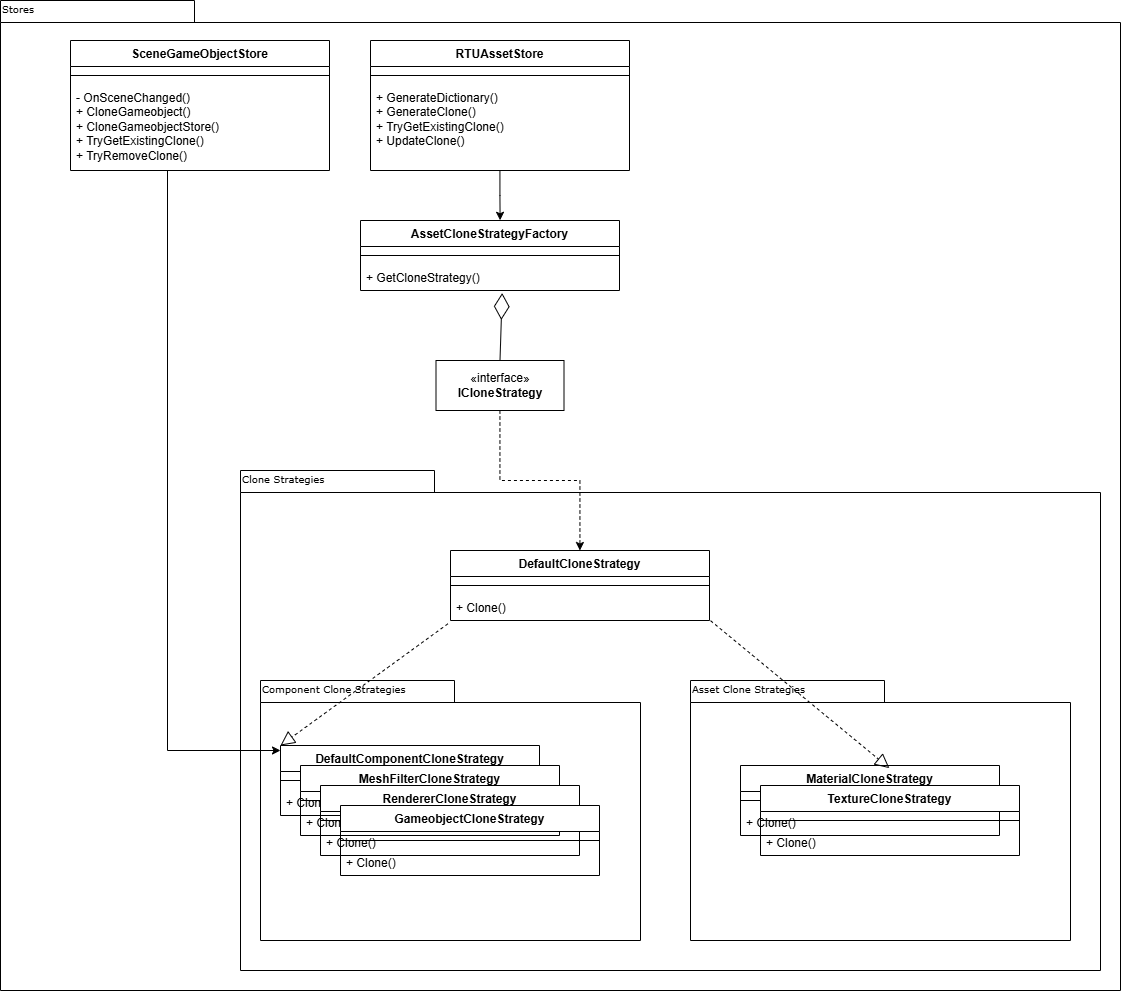 Stores
SceneGameObjectStore
- OnSceneChanged()
+ CloneGameobject()
+ CloneGameobjectStore()
+ TryGetExistingClone()
+ TryRemoveClone()
RTUAssetStore
+ GenerateDictionary()
+ GenerateClone()
+ TryGetExistingClone()
+ UpdateClone()
AssetCloneStrategyFactory
+ GetCloneStrategy()
«interface»
ICloneStrategy
Clone Strategies
DefaultCloneStrategy
+ Clone()
Component Clone Strategies
DefaultComponentCloneStrategy
+ Clon
MeshFilterCloneStrategy
+ Clon
RendererCloneStrategy
+ Clone()
GameobjectCloneStrategy
+ Clone()
Asset Clone Strategies
MaterialCloneStrategy
+ Clone()
TextureCloneStrategy
+ Clone()